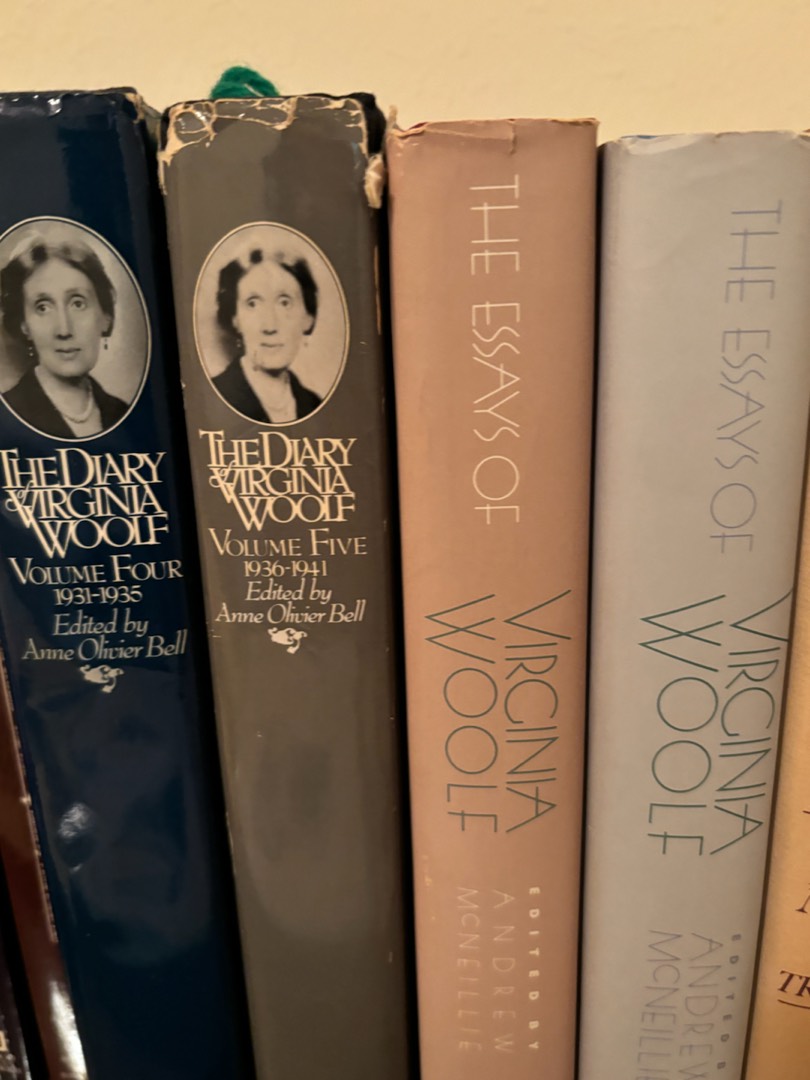 THE DIARY
of VIRGINIA
WOOLF
VOLUME FOUR
1931-1935
Edited by
Anne Olivier Bell
THE DIARY
of VIRGINIA
WOOLF
VOLUME FIVE
1936-1941
Edited by
Anne Olivier Bell
THE ESSAYS OF
VIRGINIA
WOOLF
EDITED BY
ANDREW
MCNEILLIE
THE ESSAYS OF
VIRGINIA
WOOLF
EDITED B
ANDREW
MCNEILLIE
TR